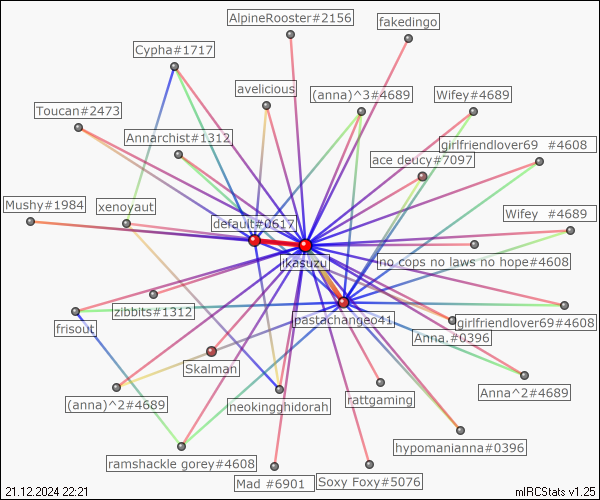 AlpineRooster#2156
fakedingo
Cypha#1717
avelicious
(anna)^3#4689
Wifey#4689
Toucan#2473
Annarchist#1312
girlfriendlover69 #4608
ace deucy#7097
Mushy#1984
xenoyaut
default#0617
Wifey #4689
ikasuzu
no cops no laws no hope#4608
zibbits#1312
pastachangeo41
girlfriendlover69#4608
frisout
Anna.#0396
Skalman
Anna^2#4689
(anna)^2#4689
neokingghidorah
rattgaming
hypomanianna#0396
ramshackle gorey#4608
Mad #6901
Soxy Foxy#5076
21.12.2024 22:21
mIRCStats v1.25